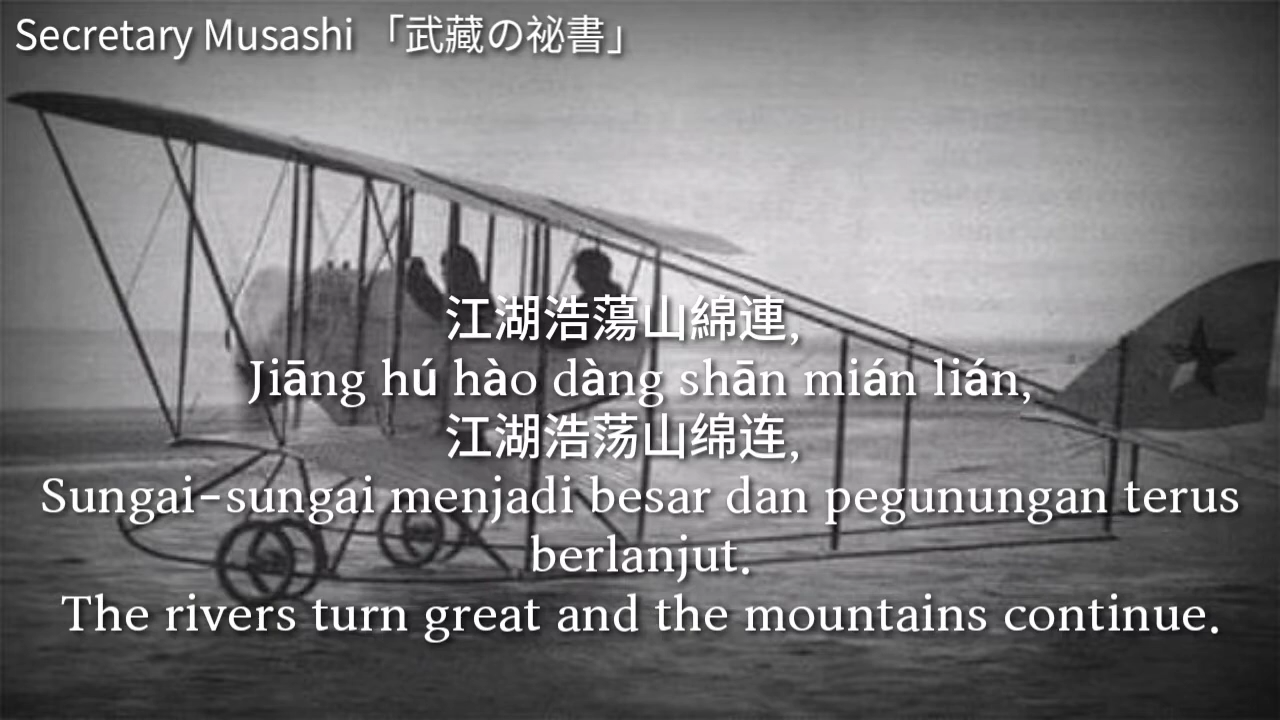 Secretary Musashi 「武藏の祕書」
江湖浩蕩山綿連,
Jiāng hú hào dàng shān mián lián,
江湖浩荡山绵连,
Sungai-sungai menjadi besar dan pegunungan terus
berlanjut.
The rivers turn great and the mountains continue.